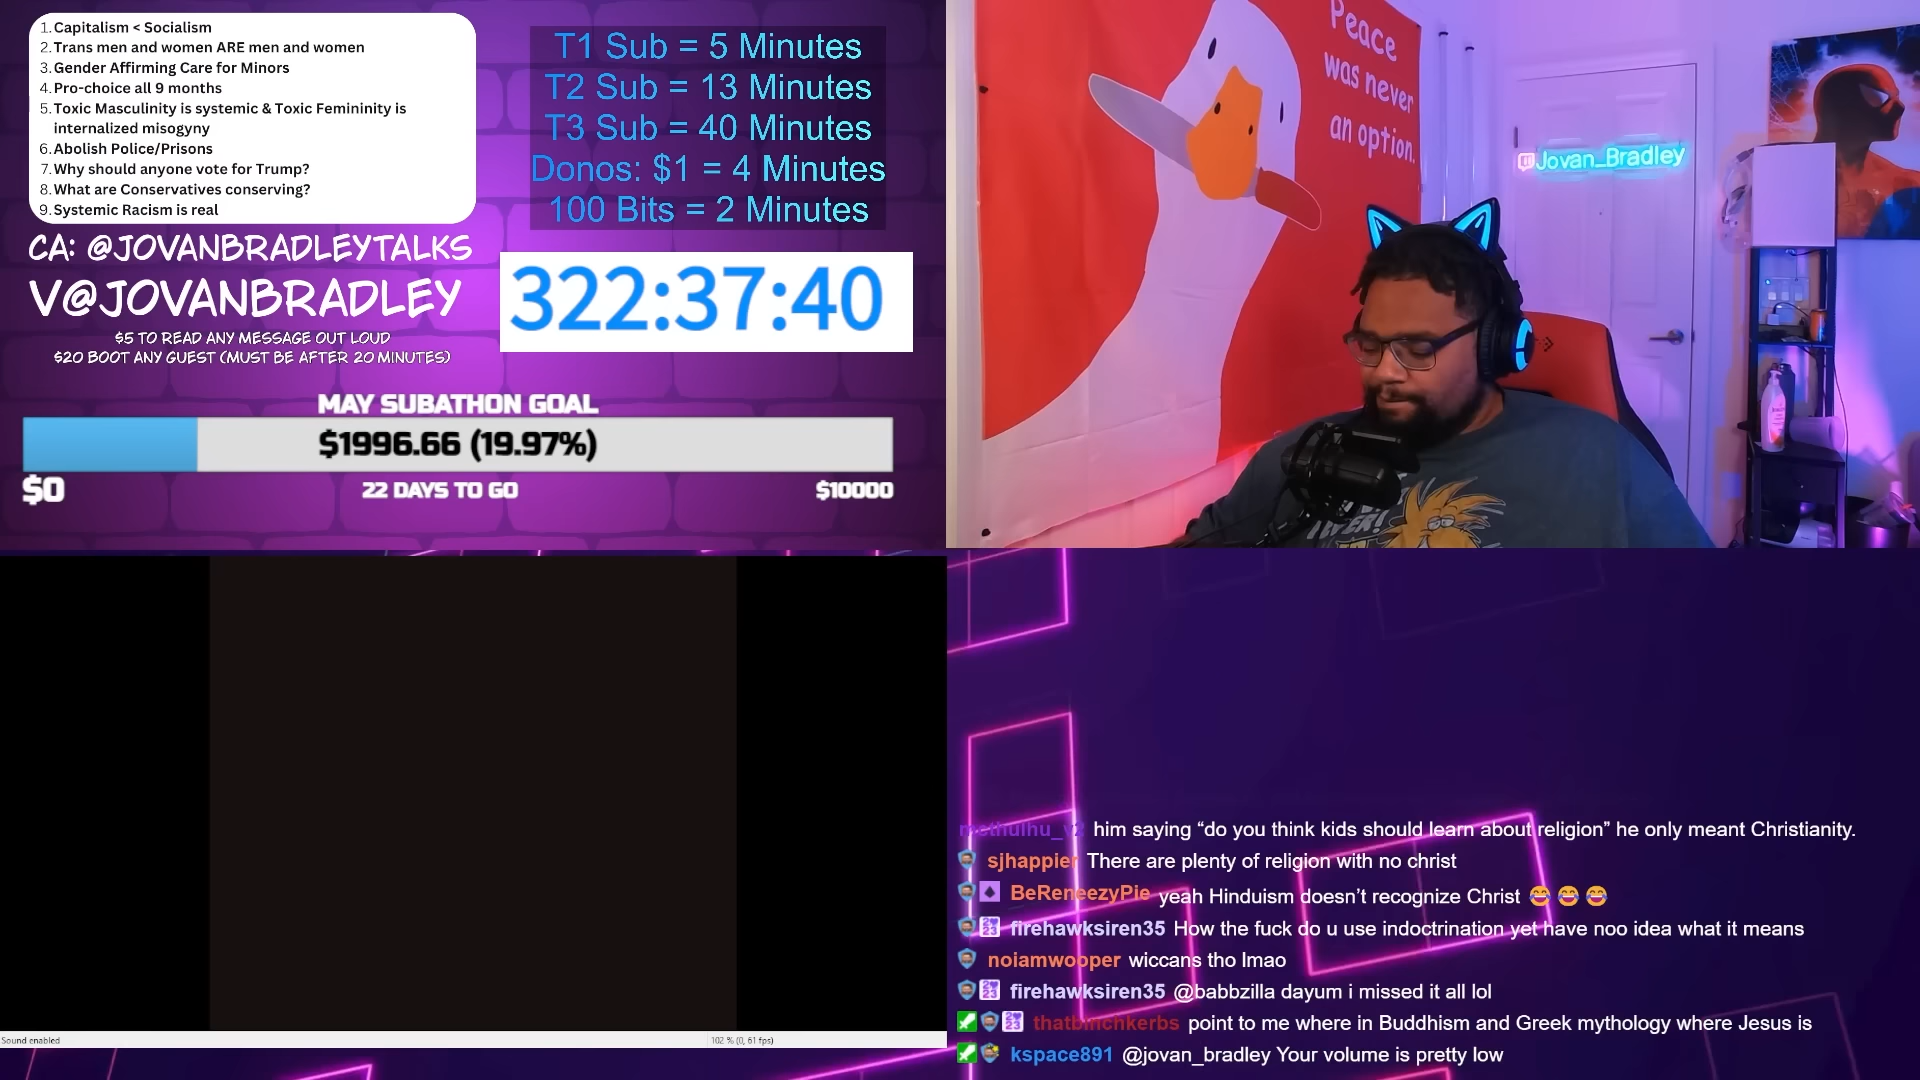 1. Capitalism < Socialism
2. Trans men and women ARE men and women
3. Gender Affirming Care for Minors
4. Pro-choice all 9 months
5. Toxic Masculinity is systemic & Toxic Femininity is
internalized misogyny
6. Abolish Police/Prisons
7. Why should anyone vote for Trump?
8. What are Conservatives conserving?
9. Systemic Racism is real
CA: @JOVANBRADLEYTALKS
V@JOVANBRADLEY
$5 TO READ ANY MESSAGE OUT LOUD
$20 BOOT ANY GUEST (MUST BE AFTER 20 MINUTES)
T1 Sub = 5 Minutes
T2 Sub = 13 Minutes
T3 Sub = 40 Minutes
Donos: $1 = 4 Minutes
100 Bits = 2 Minutes
322:37:40
MAY SUBATHON GOAL
$1996.66 (19.97%)
$0
22 DAYS TO GO
$10000
Peace
was never
an option.
Jovan_Bradley
Sound enabled
102 % (0, 61 fps)
him saying “do you think kids should learn about religion” he only meant Christianity.
sjhappier There are plenty of religion with no christ
BeReneezyPie yeah Hinduism doesn’t recognize Christ 😂 😂 😂
firehawksiren35 How the fuck do u use indoctrination yet have noo idea what it means
noiamwooper wiccans tho lmao
firehawksiren35 @babbzilla dayum i missed it all lol
thatbinchkerbs point to me where in Buddhism and Greek mythology where Jesus is
kspace891 @jovan_bradley Your volume is pretty low